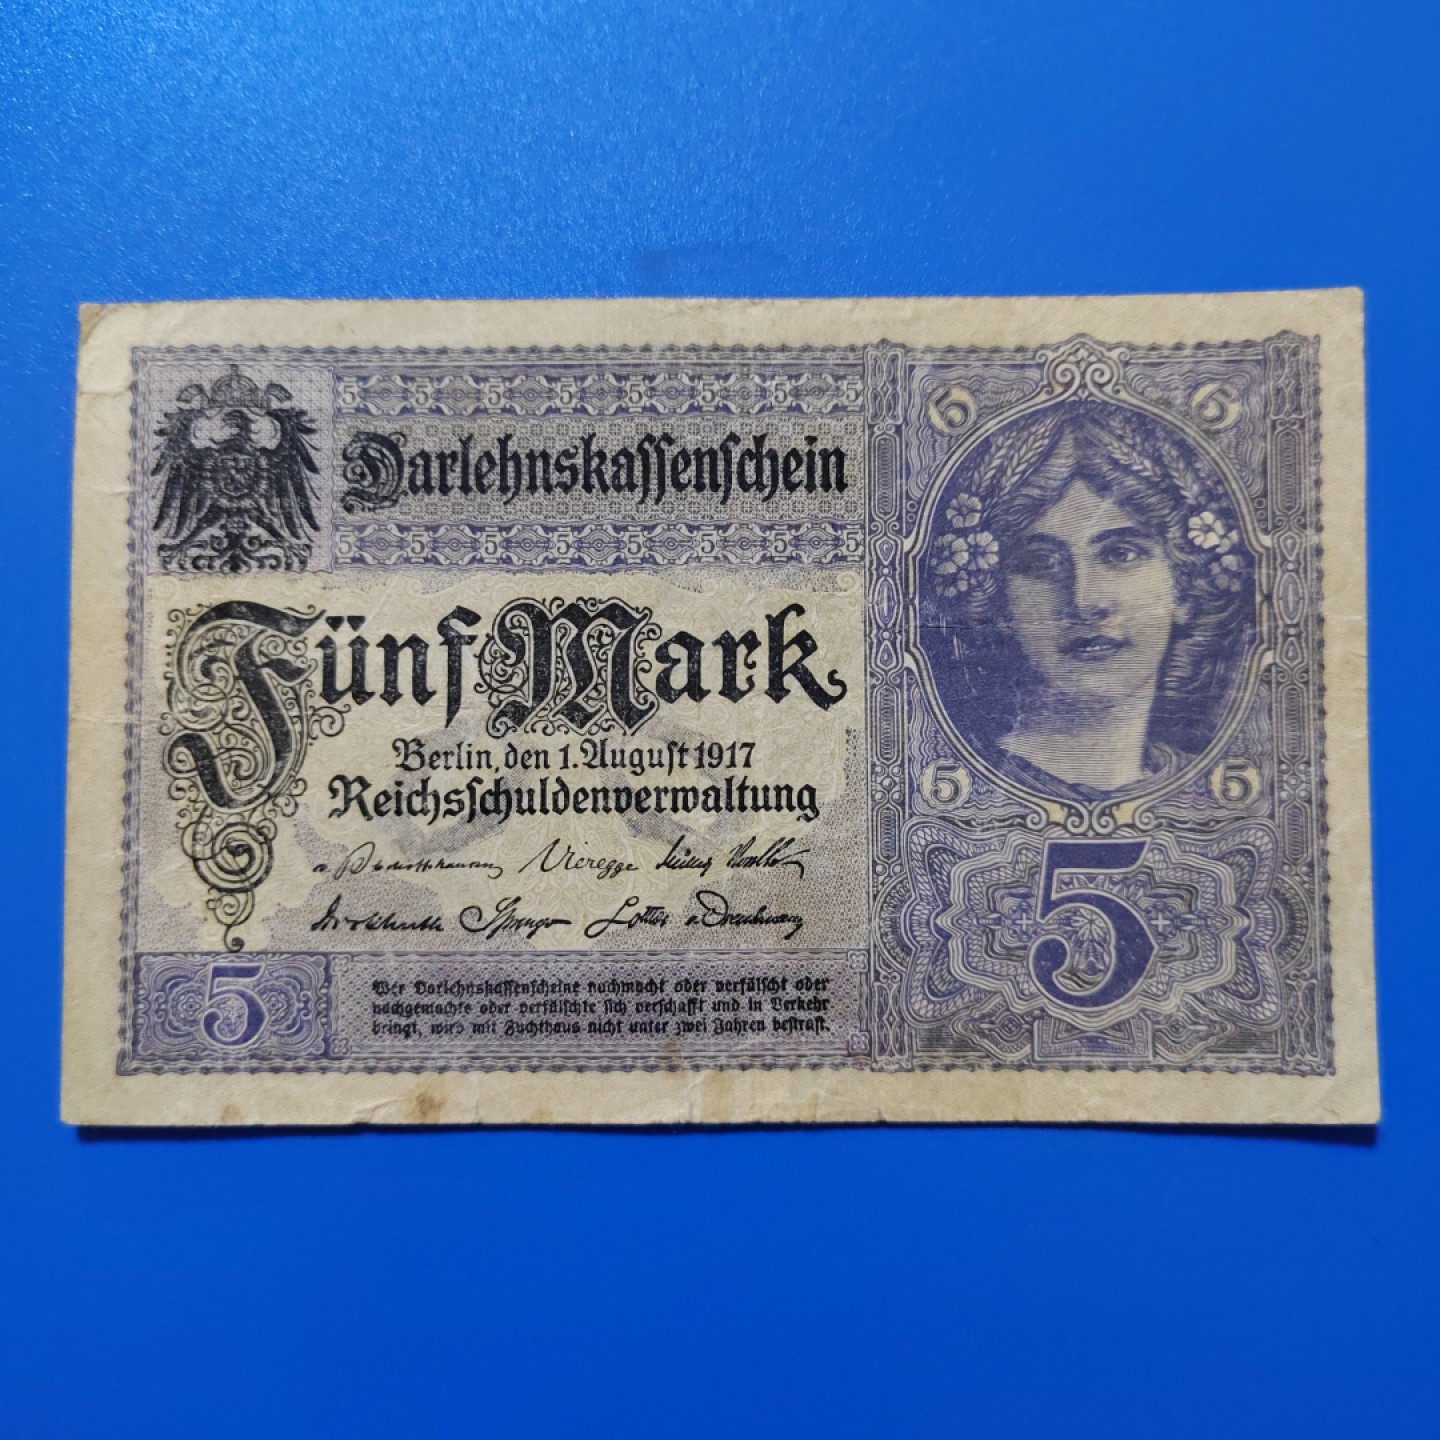 5 5 5 5 5 5 5 5
Darlehnskassenschein
5 5 5 5 5 5 5 5
Fünf Mark
Berlin, den 1. August 1917
Reichsschuldenverwaltung
Vieregge
Springer
5
Wer Darlehnskassenscheine nachmacht oder verfälscht oder
nachgemachte oder verfälschte sich verschafft und in Verkehr
bringt, wird mit Zuchthaus nicht unter zwei Jahren bestraft.
5 5
5 5
5